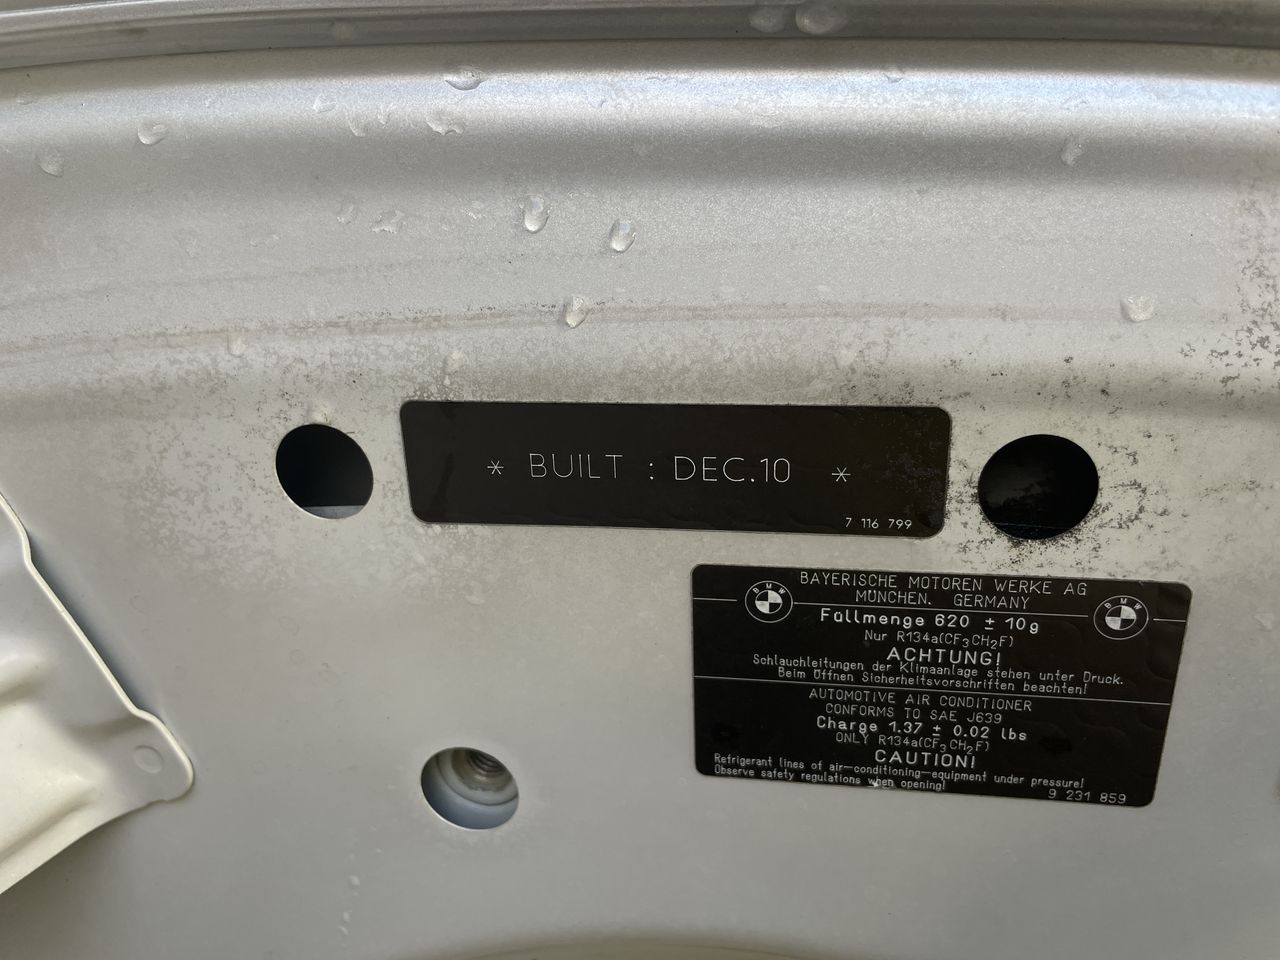 * BUILT : DEC.10 *
7 116 799
BAYERISCHE MOTOREN WERKE AG
MÜNCHEN. GERMANY
BMW
BMW
Füllmenge 620 ± 10g
Nur R134a(CF3CH2F)
ACHTUNG!
Schlauchleitungen der Klimaanlage stehen unter Druck.
Beim Öffnen Sicherheitsvorschriften beachten!
AUTOMOTIVE AIR CONDITIONER
CONFORMS TO SAE J639
Charge 1.37 ± 0.02 lbs
ONLY R134a(CF3CH2F)
CAUTION!
Refrigerant lines of air-conditioning-equipment under pressure!
Observe safety regulations when opening!
9 231 859